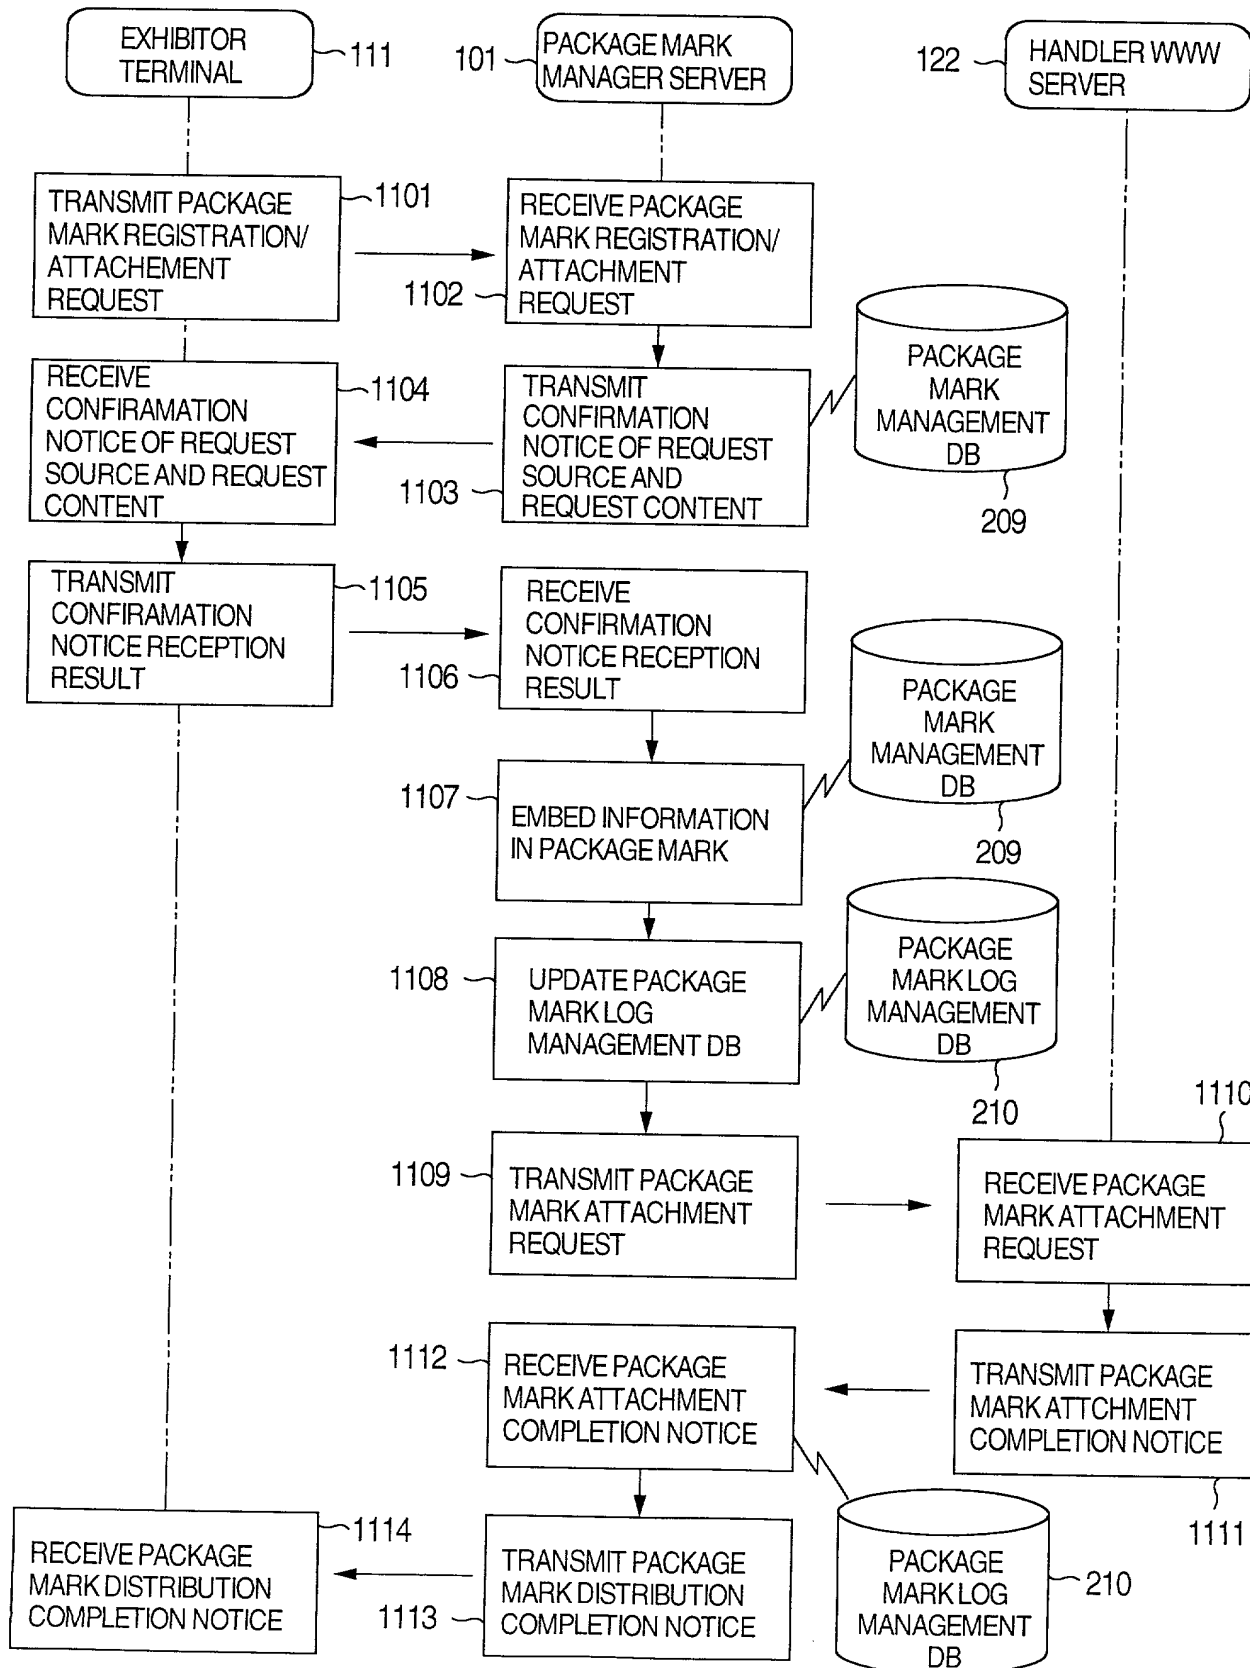 EXHIBITOR
TERMINAL
111
101
PACKAGE MARK
MANAGER SERVER
122
HANDLER WWW
SERVER
TRANSMIT PACKAGE
MARK REGISTRATION/
ATTACHEMENT
REQUEST
1101
RECEIVE PACKAGE
MARK REGISTRATION/
ATTACHMENT
REQUEST
1102
RECEIVE
CONFIRAMATION
NOTICE OF REQUEST
SOURCE AND REQUEST
CONTENT
1104
TRANSMIT
CONFIRMATION
NOTICE OF REQUEST
SOURCE AND
REQUEST CONTENT
1103
PACKAGE
MARK
MANAGEMENT
DB
209
TRANSMIT
CONFIRAMATION
NOTICE RECEPTION
RESULT
1105
RECEIVE
CONFIRMATION
NOTICE RECEPTION
RESULT
1106
PACKAGE
MARK
MANAGEMENT
DB
209
1107
EMBED INFORMATION
IN PACKAGE MARK
1108
UPDATE PACKAGE
MARK LOG
MANAGEMENT DB
PACKAGE
MARK LOG
MANAGEMENT
DB
210
1109
TRANSMIT PACKAGE
MARK ATTACHMENT
REQUEST
1110
RECEIVE PACKAGE
MARK ATTACHMENT
REQUEST
1112
RECEIVE PACKAGE
MARK ATTACHMENT
COMPLETION NOTICE
TRANSMIT PACKAGE
MARK ATTCHMENT
COMPLETION NOTICE
1111
RECEIVE PACKAGE
MARK DISTRIBUTION
COMPLETION NOTICE
1114
TRANSMIT PACKAGE
MARK DISTRIBUTION
COMPLETION NOTICE
1113
PACKAGE
MARK LOG
MANAGEMENT
DB
210